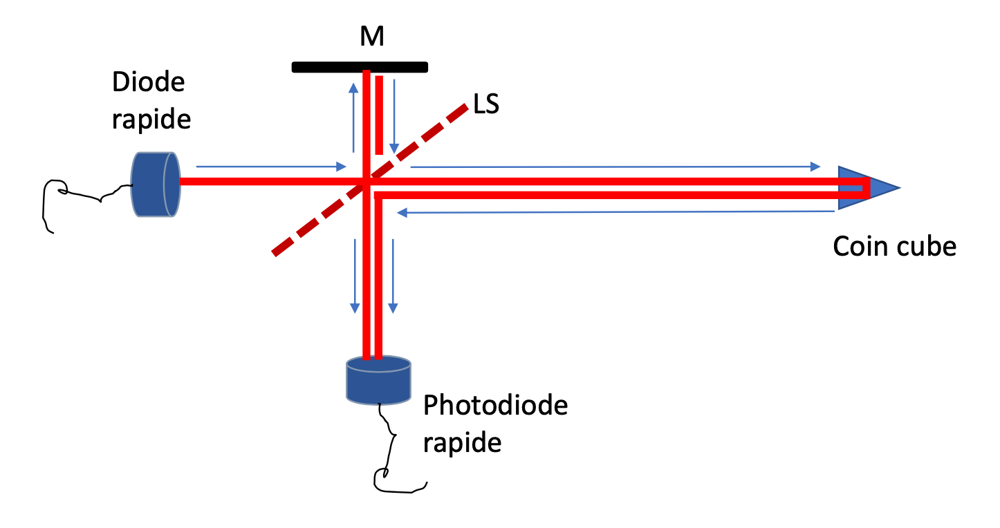 M
Diode
rapide
LS
Coin cube
Photodiode
rapide